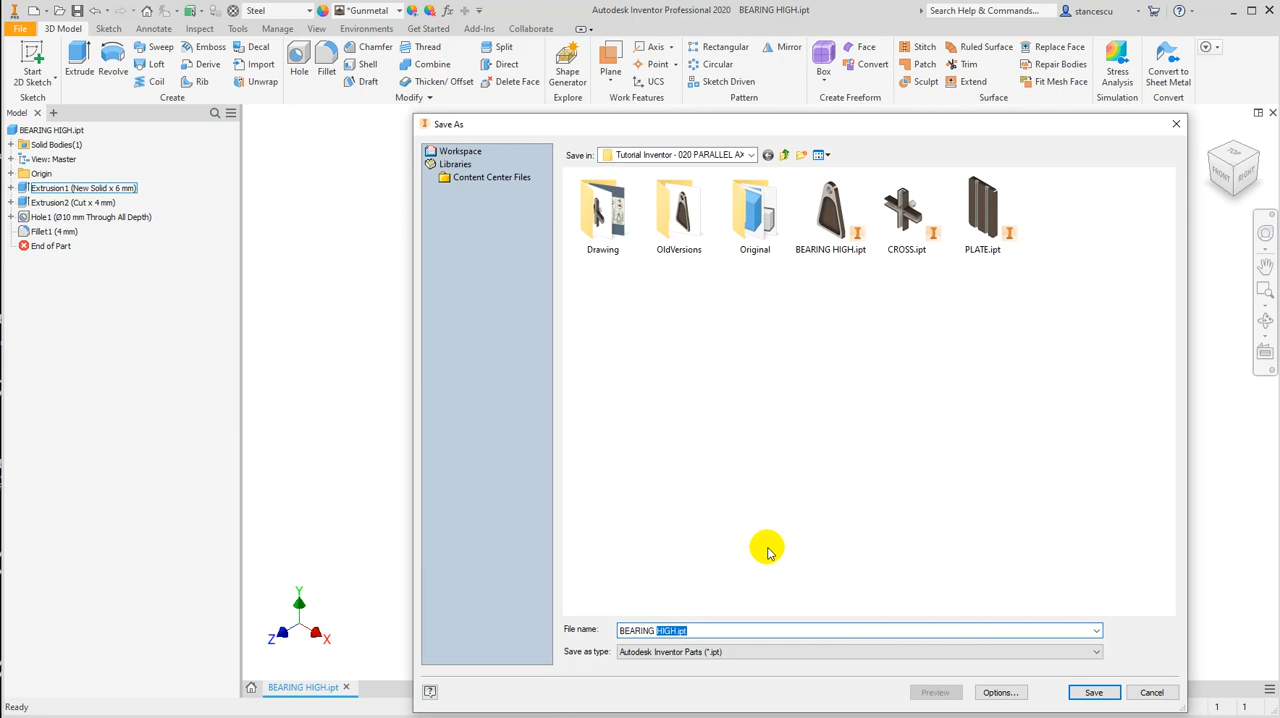 Steel
*Gunmetal
Autodesk Inventor Professional 2020 BEARING HIGH.ipt
Search Help & Commands...
stancescu
File
3D Model
Sketch
Annotate
Inspect
Tools
Manage
View
Environments
Get Started
Add-Ins
Collaborate
Start
2D Sketch
Extrude
Revolve
Sweep
Loft
Coil
Emboss
Derive
Rib
Decal
Import
Unwrap
Hole
Fillet
Chamfer
Shell
Draft
Thread
Combine
Thicken/ Offset
Split
Direct
Delete Face
Shape
Generator
Plane
Axis
Point
UCS
Rectangular
Circular
Sketch Driven
Mirror
Box
Face
Convert
Stitch
Patch
Sculpt
Ruled Surface
Trim
Extend
Replace Face
Repair Bodies
Fit Mesh Face
Stress
Analysis
Convert to
Sheet Metal
Sketch
Create
Modify
Explore
Work Features
Pattern
Create Freeform
Surface
Simulation
Convert
Model
BEARING HIGH.ipt
Solid Bodies(1)
View: Master
Origin
Extrusion1 (New Solid x 6 mm)
Extrusion2 (Cut x 4 mm)
Hole1 (Ø10 mm Through All Depth)
Fillet1 (4 mm)
End of Part
Save As
Workspace
Libraries
Content Center Files
Save in:
Tutorial Inventor - 020 PARALLEL AX
Drawing
OldVersions
Original
BEARING HIGH.ipt
CROSS.ipt
PLATE.ipt
TOP
FRONT
RIGHT
Y
Z
X
File name:
BEARING HIGH.ipt
Save as type:
Autodesk Inventor Parts (*.ipt)
Preview
Options...
Save
Cancel
BEARING HIGH.ipt
Ready
1
1